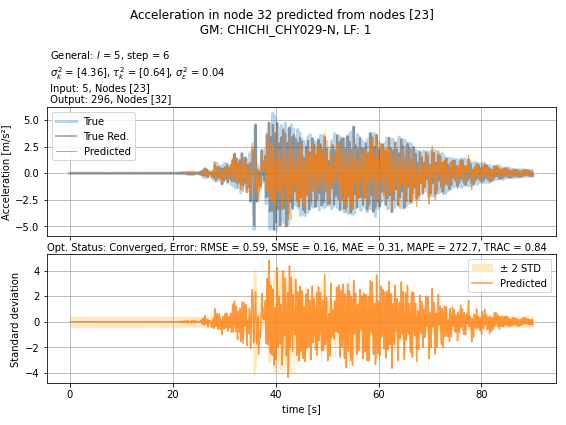 Acceleration in node 32 predicted from nodes [23]
GM: CHICHI_CHY029-N, LF: 1
General: l = 5, step = 6
σ²ₖ = [4.36], τ²ₖ = [0.64], σ²ε = 0.04
Input: 5, Nodes [23]
Output: 296, Nodes [32]
Acceleration [m/s²]
5.0
2.5
0.0
−2.5
−5.0
True
True Red.
Predicted
Opt. Status: Converged, Error: RMSE = 0.59, SMSE = 0.16, MAE = 0.31, MAPE = 272.7, TRAC = 0.84
Standard deviation
4
2
0
−2
−4
± 2 STD
Predicted
0
20
40
60
80
time [s]